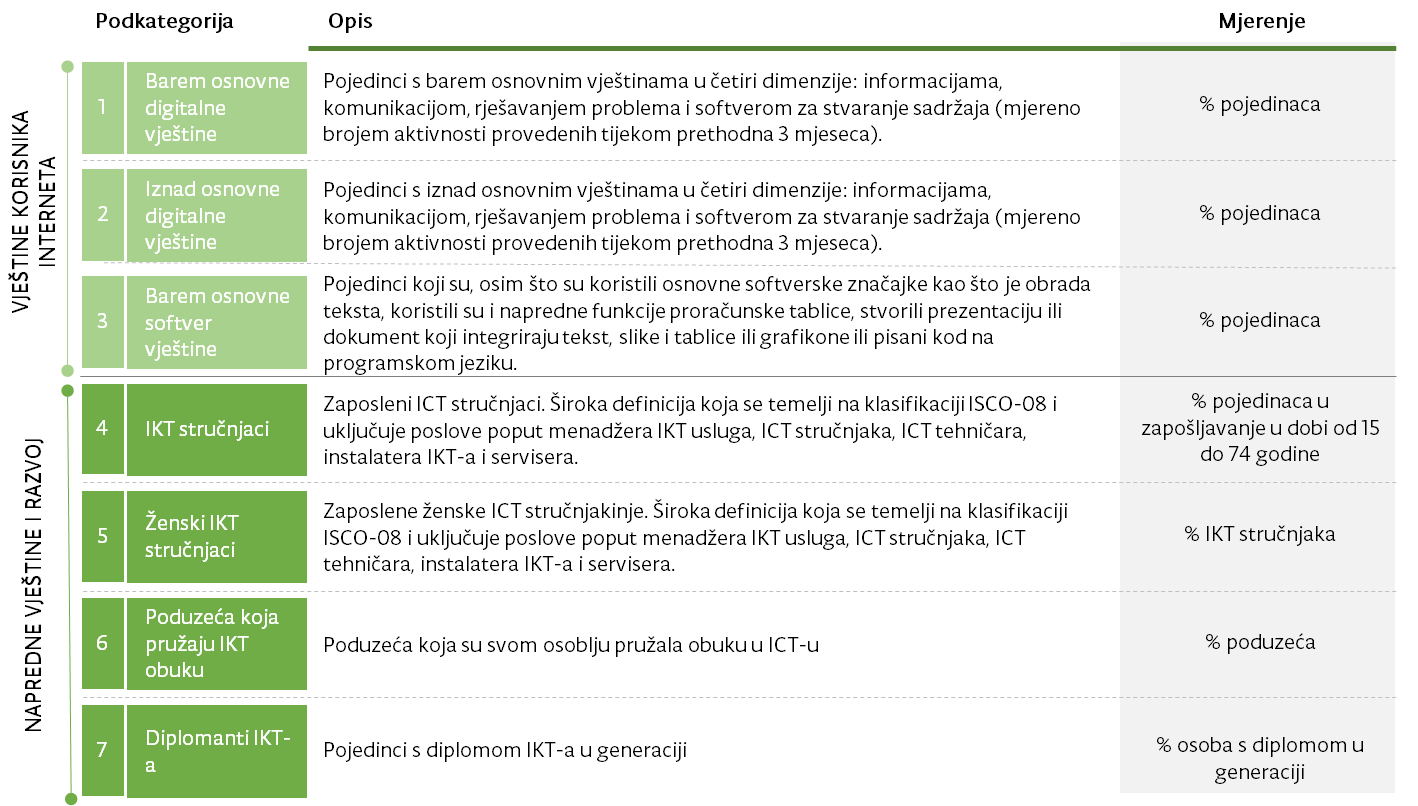 Podkategorija
Opis
Mjerenje
VJEŠTINE KORISNIKA
INTERNETA
1
Barem osnovne
digitalne
vještine
Pojedinci s barem osnovnim vještinama u četiri dimenzije: informacijama,
komunikacijom, rješavanjem problema i softverom za stvaranje sadržaja (mjereno
brojem aktivnosti provedenih tijekom prethodna 3 mjeseca).
% pojedinaca
2
Iznad osnovne
digitalne
vještine
Pojedinci s iznad osnovnim vještinama u četiri dimenzije: informacijama,
komunikacijom, rješavanjem problema i softverom za stvaranje sadržaja (mjereno
brojem aktivnosti provedenih tijekom prethodna 3 mjeseca).
% pojedinaca
3
Barem osnovne
softver
vještine
Pojedinci koji su, osim što su koristili osnovne softverske značajke kao što je obrada
teksta, koristili su i napredne funkcije proračunske tablice, stvorili prezentaciju ili
dokument koji integriraju tekst, slike i tablice ili grafikone ili pisani kod na
programskom jeziku.
% pojedinaca
NAPREDNE VJEŠTINE I RAZVOJ
4
IKT stručnjaci
Zaposleni ICT stručnjaci. Široka definicija koja se temelji na klasifikaciji ISCO-08 i
uključuje poslove poput menadžera IKT usluga, ICT stručnjaka, ICT tehničara,
instalatera IKT-a i servisera.
% pojedinaca u
zapošljavanje u dobi od 15
do 74 godine
5
Ženski IKT
stručnjaci
Zaposlene ženske ICT stručnjakinje. Široka definicija koja se temelji na klasifikaciji
ISCO-08 i uključuje poslove poput menadžera IKT usluga, ICT stručnjaka, ICT
tehničara, instalatera IKT-a i servisera.
% IKT stručnjaka
6
Poduzeća koja
pružaju IKT
obuku
Poduzeća koja su svom osoblju pružala obuku u ICT-u
% poduzeća
7
Diplomanti IKT-
a
Pojedinci s diplomom IKT-a u generaciji
% osoba s diplomom u
generaciji